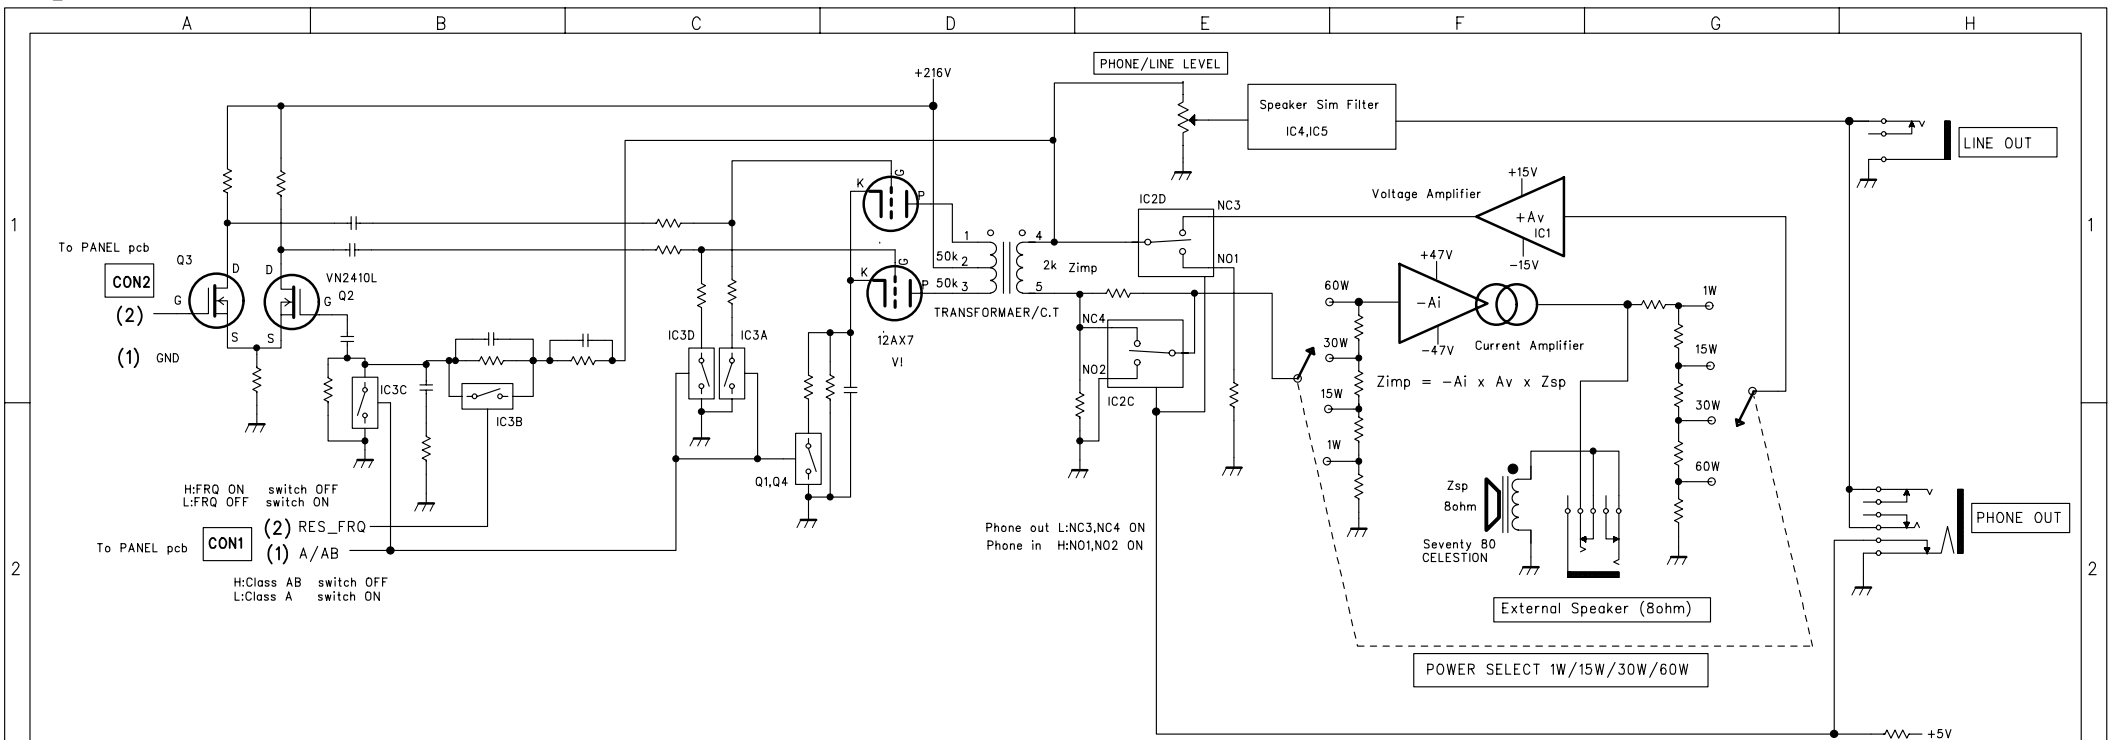 A B C D E F G H
PHONE/LINE LEVEL
+216V
Speaker Sim Filter
IC4,IC5
LINE OUT
+15V
Voltage Amplifier
+Av
IC1
-15V
K G P
IC2D
NC3
NO1
1 1
To PANEL pcb
CON2
(2)
(1) GND
Q3
D D
G G
S S
VN2410L
Q2
1 4
50k 2
50k 3
2k Zimp
5
K G P
TRANSFORMAER/C.T
12AX7
V!
+47V
-Ai
-47V
Current Amplifier
Zimp = -Ai x Av x Zsp
60W
30W
15W
1W
1W
15W
30W
60W
NC4
NO2
IC2C
IC3D IC3A
IC3C
IC3B
Q1,Q4
H:FRQ ON switch OFF
L:FRQ OFF switch ON
(2) RES_FRQ
To PANEL pcb
CON1
(1) A/AB
H:Class AB switch OFF
L:Class A switch ON
Phone out L:NC3,NC4 ON
Phone in H:NO1,NO2 ON
Zsp
8ohm
Seventy 80
CELESTION
External Speaker (8ohm)
PHONE OUT
2 2
POWER SELECT 1W/15W/30W/60W
+5V